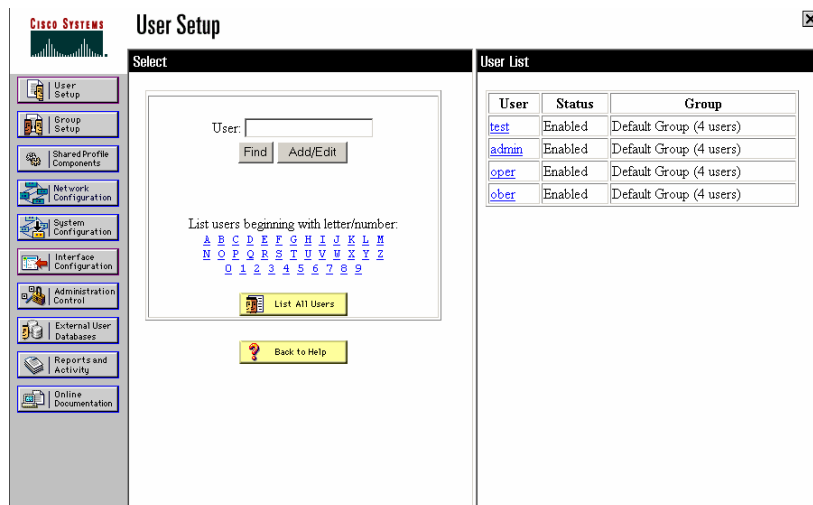 CISCO SYSTEMS
User Setup
User Setup
Group Setup
Shared Profile Components
Network Configuration
System Configuration
Interface Configuration
Administration Control
External User Databases
Reports and Activity
Online Documentation
Select
User:
Find Add/Edit
List users beginning with letter/number:
A B C D E F G H I J K L M
N O P Q R S T U V W X Y Z
0 1 2 3 4 5 6 7 8 9
List All Users
Back to Help
User List
User Status Group
test Enabled Default Group (4 users)
admin Enabled Default Group (4 users)
oper Enabled Default Group (4 users)
ober Enabled Default Group (4 users)